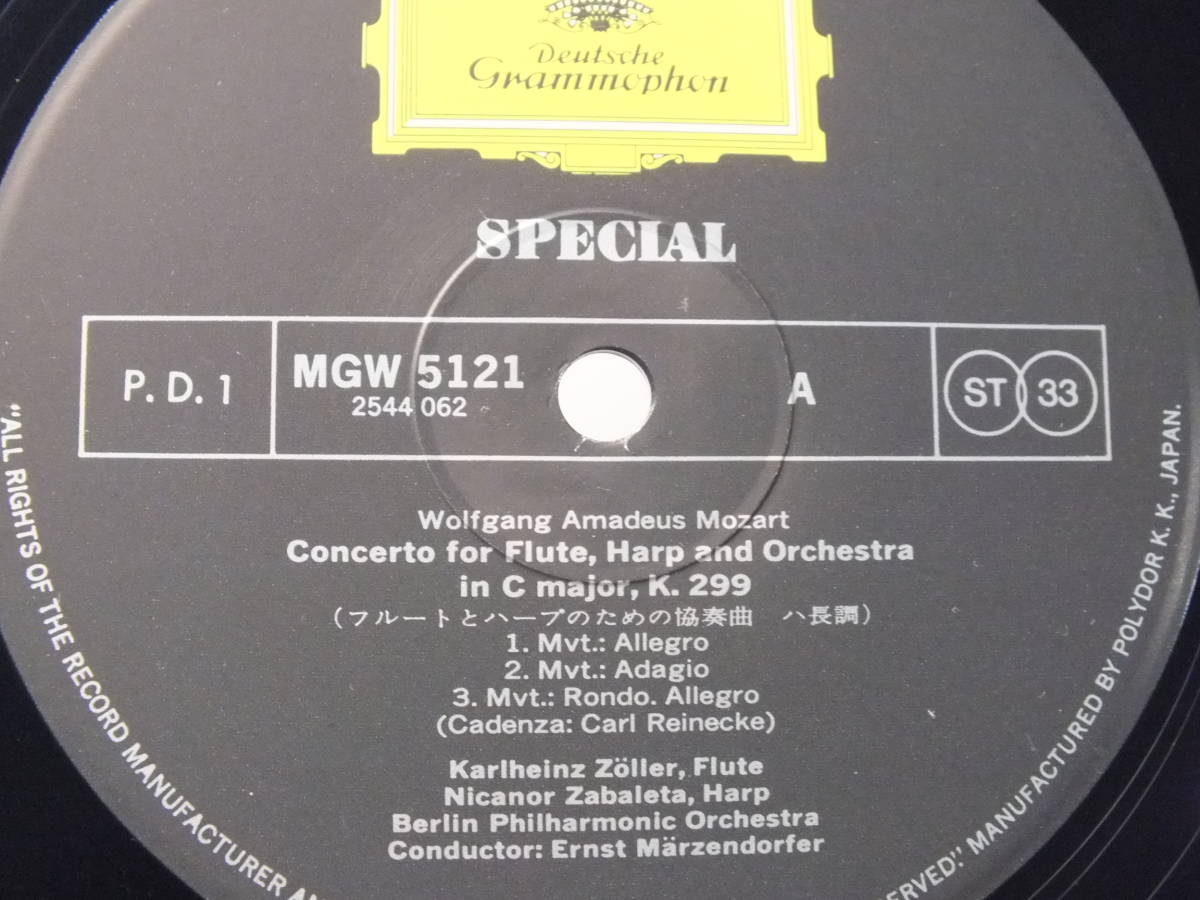 Deutsche
Grammophon
SPECIAL
P. D. 1
MGW 5121
2544 062
A
ST 33
Wolfgang Amadeus Mozart
Concerto for Flute, Harp and Orchestra
in C major, K. 299
(フルートとハープのための協奏曲 ハ長調)
1. Mvt.: Allegro
2. Mvt.: Adagio
3. Mvt.: Rondo. Allegro
(Cadenza: Carl Reinecke)
Karlheinz Zöller, Flute
Nicanor Zabaleta, Harp
Berlin Philharmonic Orchestra
Conductor: Ernst Märzendorfer
"ALL RIGHTS OF THE RECORD MANUFACTURER
ERVED." MANUFACTURED BY POLYDOR K. K., JAPAN.